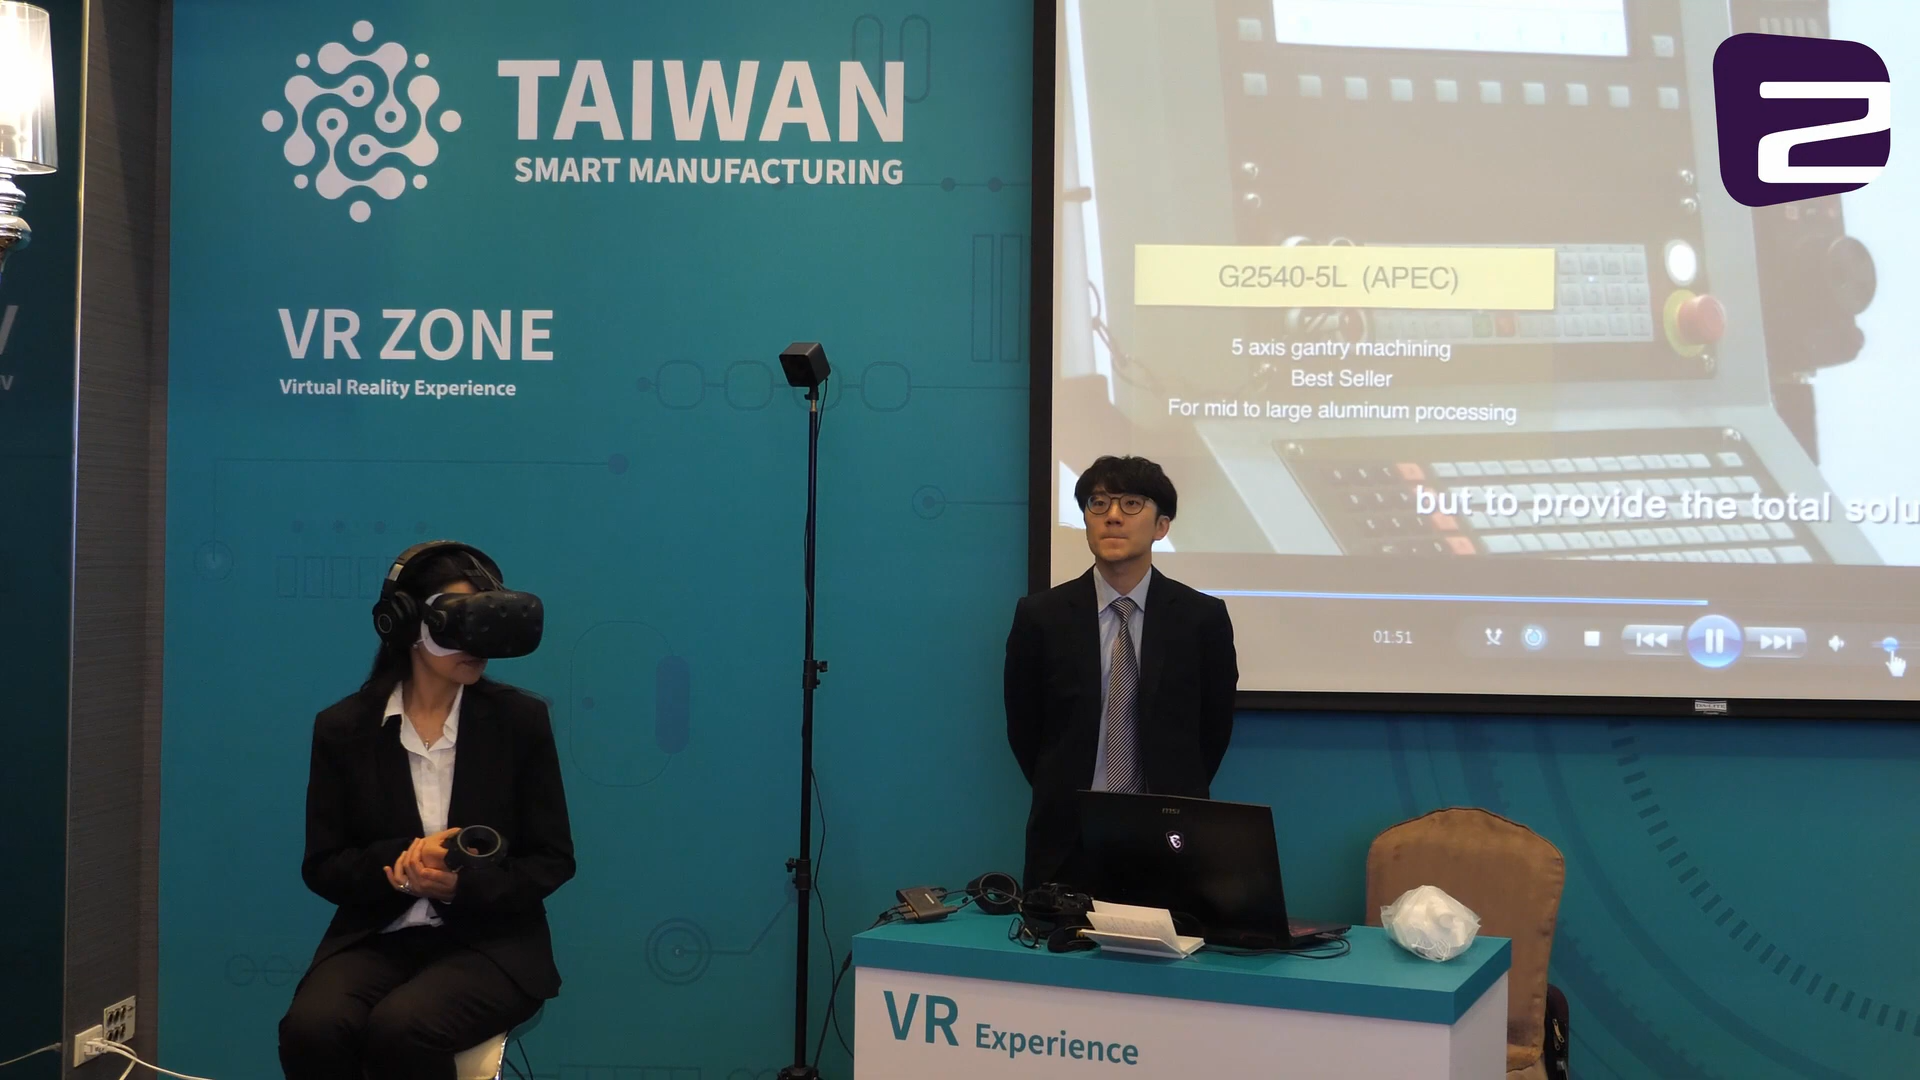 TAIWAN
SMART MANUFACTURING
VR ZONE
Virtual Reality Experience
G2540-5L (APEC)
5 axis gantry machining
Best Seller
For mid to large aluminum processing
but to provide the total solu
01:51
msi
VR Experience